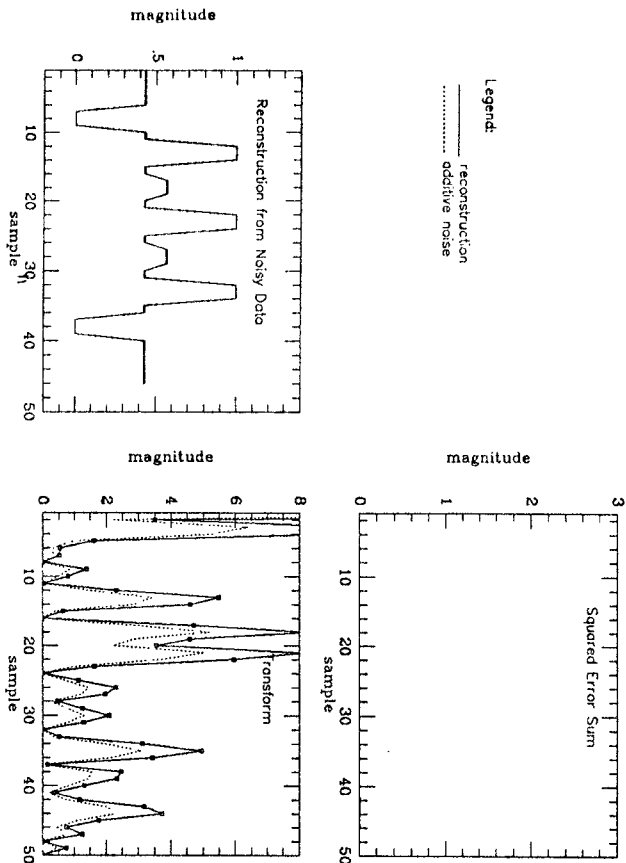 Legend:
reconstruction
additive noise
magnitude
0
.5
1
Reconstruction from Noisy Data
10
20
30
40
50
sample
magnitude
0
1
2
3
Squared Error Sum
10
20
30
40
50
sample
magnitude
0
2
4
6
8
Transform
10
20
30
40
50
sample